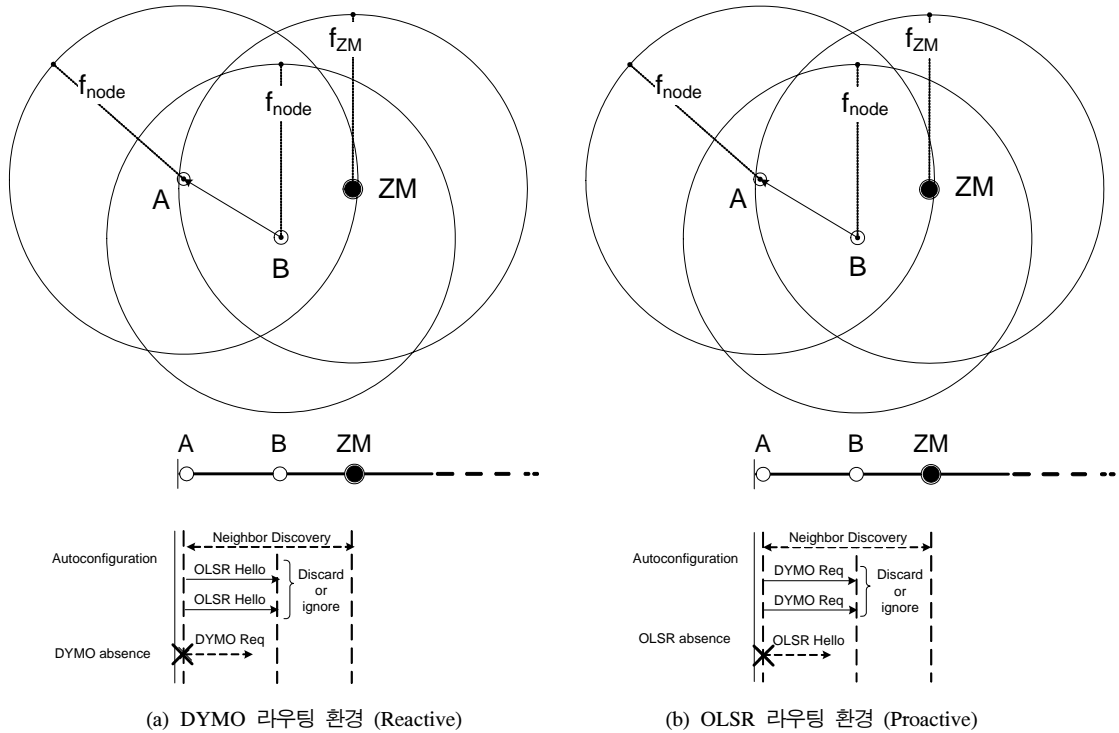 f_node
f_node
f_ZM
A
B
ZM
A B ZM
Autoconfiguration
Neighbor Discovery
OLSR Hello
OLSR Hello
Discard
or
ignore
DYMO absence
DYMO Req
(a) DYMO 라우팅 환경 (Reactive)
f_node
f_node
f_ZM
A
B
ZM
A B ZM
Autoconfiguration
Neighbor Discovery
DYMO Req
DYMO Req
Discard
or
ignore
OLSR absence
OLSR Hello
(b) OLSR 라우팅 환경 (Proactive)